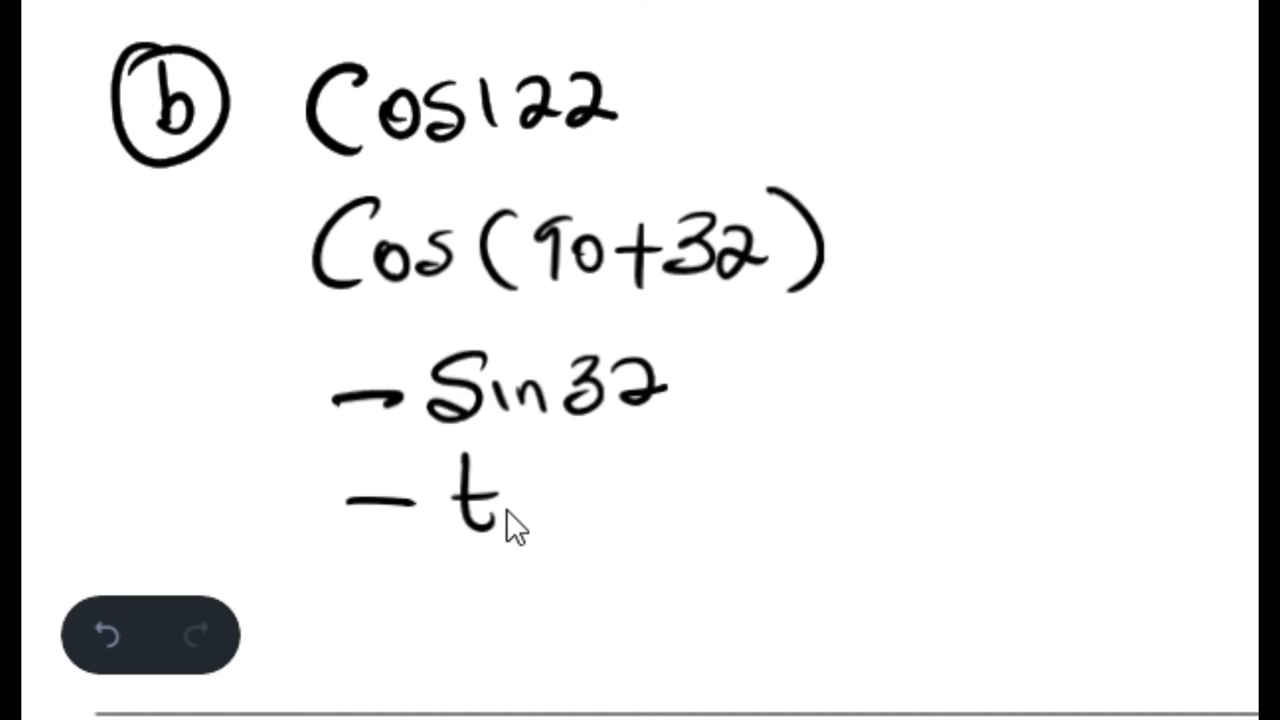 b Cos122
Cos(90+32)
- Sin32
- t